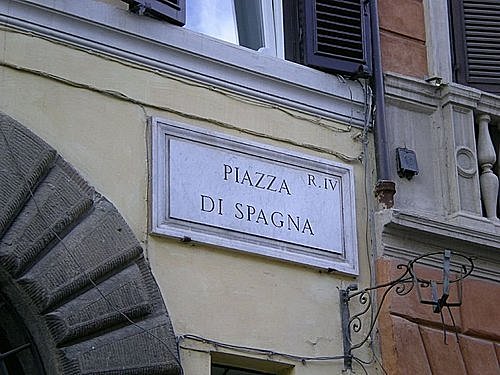 PIAZZA R. IV
DI SPAGNA